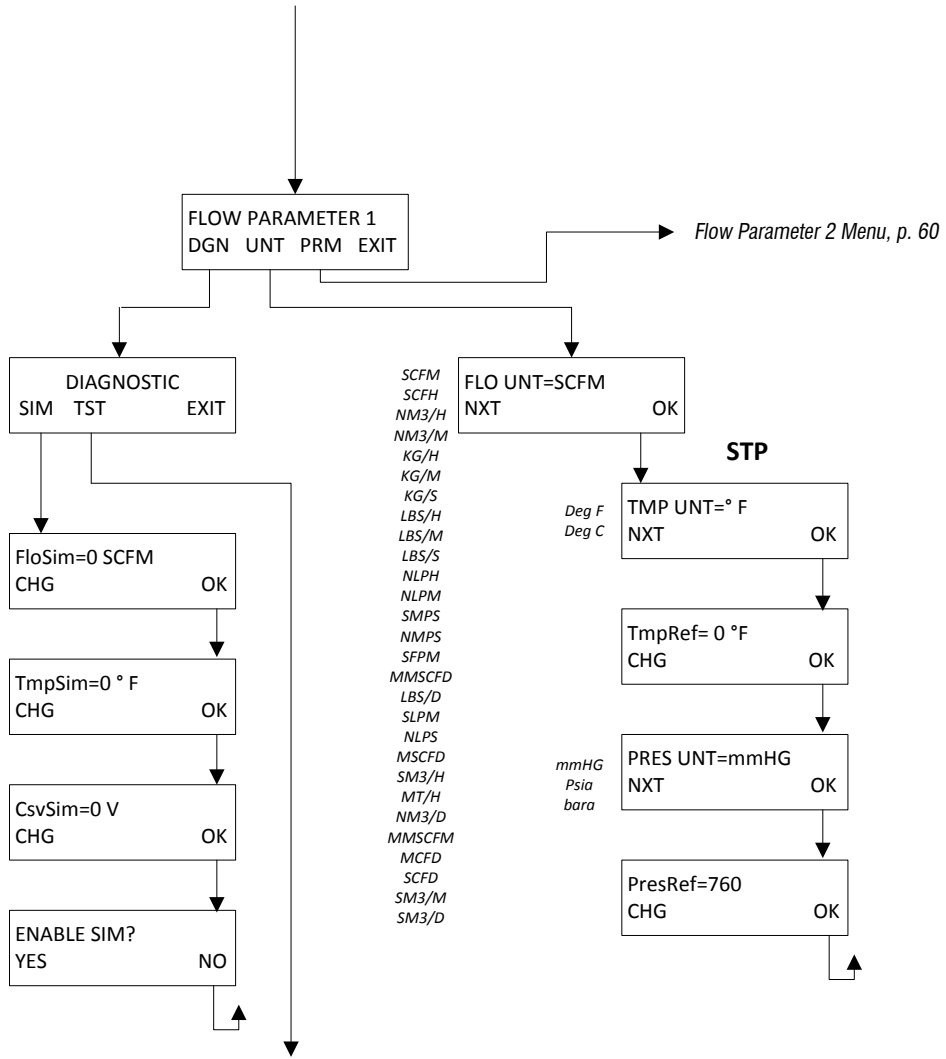 FLOW PARAMETER 1
DGN UNT PRM EXIT
Flow Parameter 2 Menu, p. 60
DIAGNOSTIC
SIM TST EXIT
FloSim=0 SCFM
CHG OK
TmpSim=0 ° F
CHG OK
CsvSim=0 V
CHG OK
ENABLE SIM?
YES NO
SCFM
SCFH
NM3/H
NM3/M
KG/H
KG/M
KG/S
LBS/H
LBS/M
LBS/S
NLPH
NLPM
SMPS
NMPS
SFPM
MMSCFD
LBS/D
SLPM
NLPS
MSCFD
SM3/H
MT/H
NM3/D
MMSCFM
MCFD
SCFD
SM3/M
SM3/D
FLO UNT=SCFM
NXT OK
STP
Deg F
Deg C
TMP UNT=° F
NXT OK
TmpRef= 0 °F
CHG OK
mmHG
Psia
bara
PRES UNT=mmHG
NXT OK
PresRef=760
CHG OK